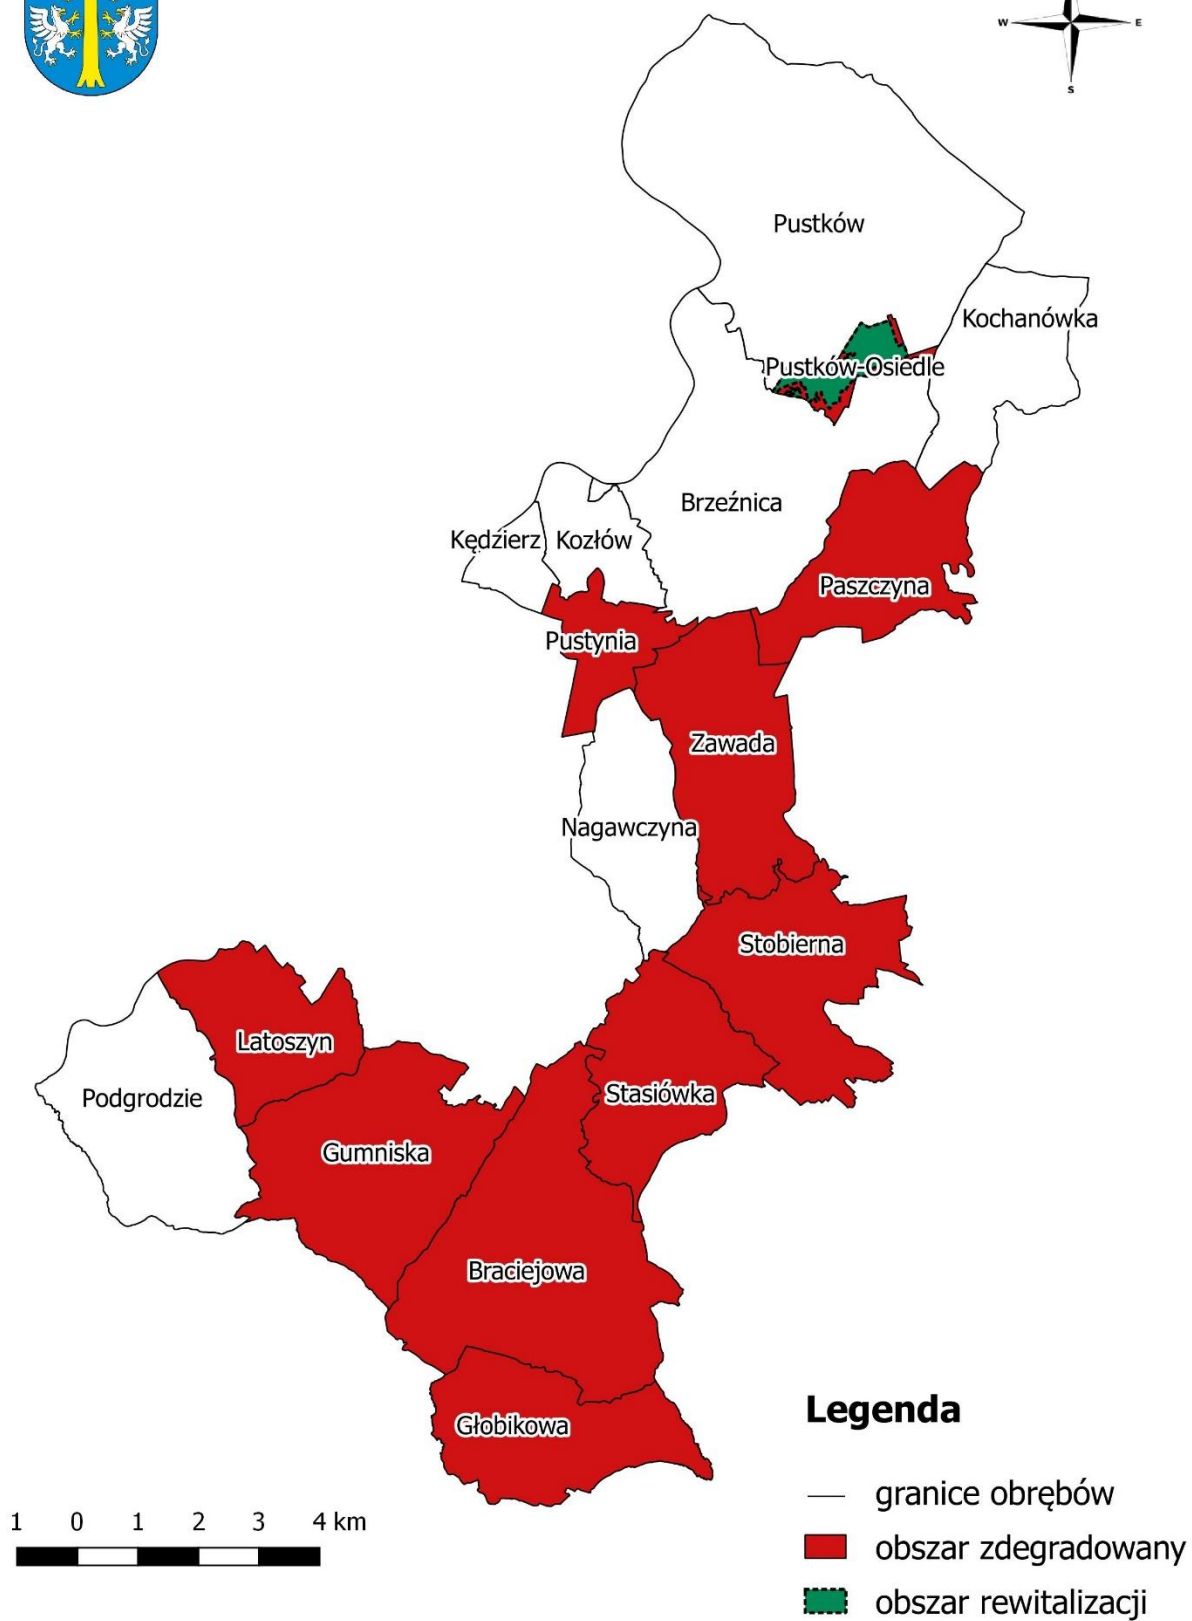 W E
S
Pustków
Kochanówka
Pustków-Osiedle
Brzeźnica
Kędzierz
Kozłów
Paszczyna
Pustynia
Zawada
Nagawczyna
Stobierna
Latoszyn
Stasiówka
Podgrodzie
Gumniska
Braciejowa
Głobikowa
Legenda
granice obrębów
obszar zdegradowany
obszar rewitalizacji
1 0 1 2 3 4 km